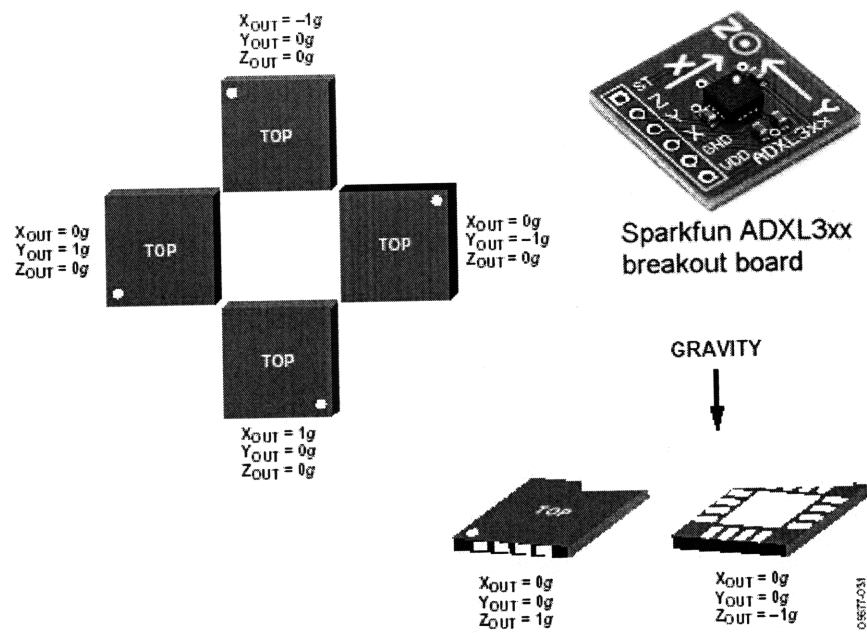 XOUT = –1g
YOUT = 0g
ZOUT = 0g
TOP
XOUT = 0g
YOUT = 1g
ZOUT = 0g
TOP
TOP
XOUT = 0g
YOUT = –1g
ZOUT = 0g
TOP
XOUT = 1g
YOUT = 0g
ZOUT = 0g
Z
X
Y
ST
Z
Y
X
GND
VDD
ADXL3xx
Sparkfun ADXL3xx
breakout board
GRAVITY
TOP
XOUT = 0g
YOUT = 0g
ZOUT = 1g
XOUT = 0g
YOUT = 0g
ZOUT = –1g